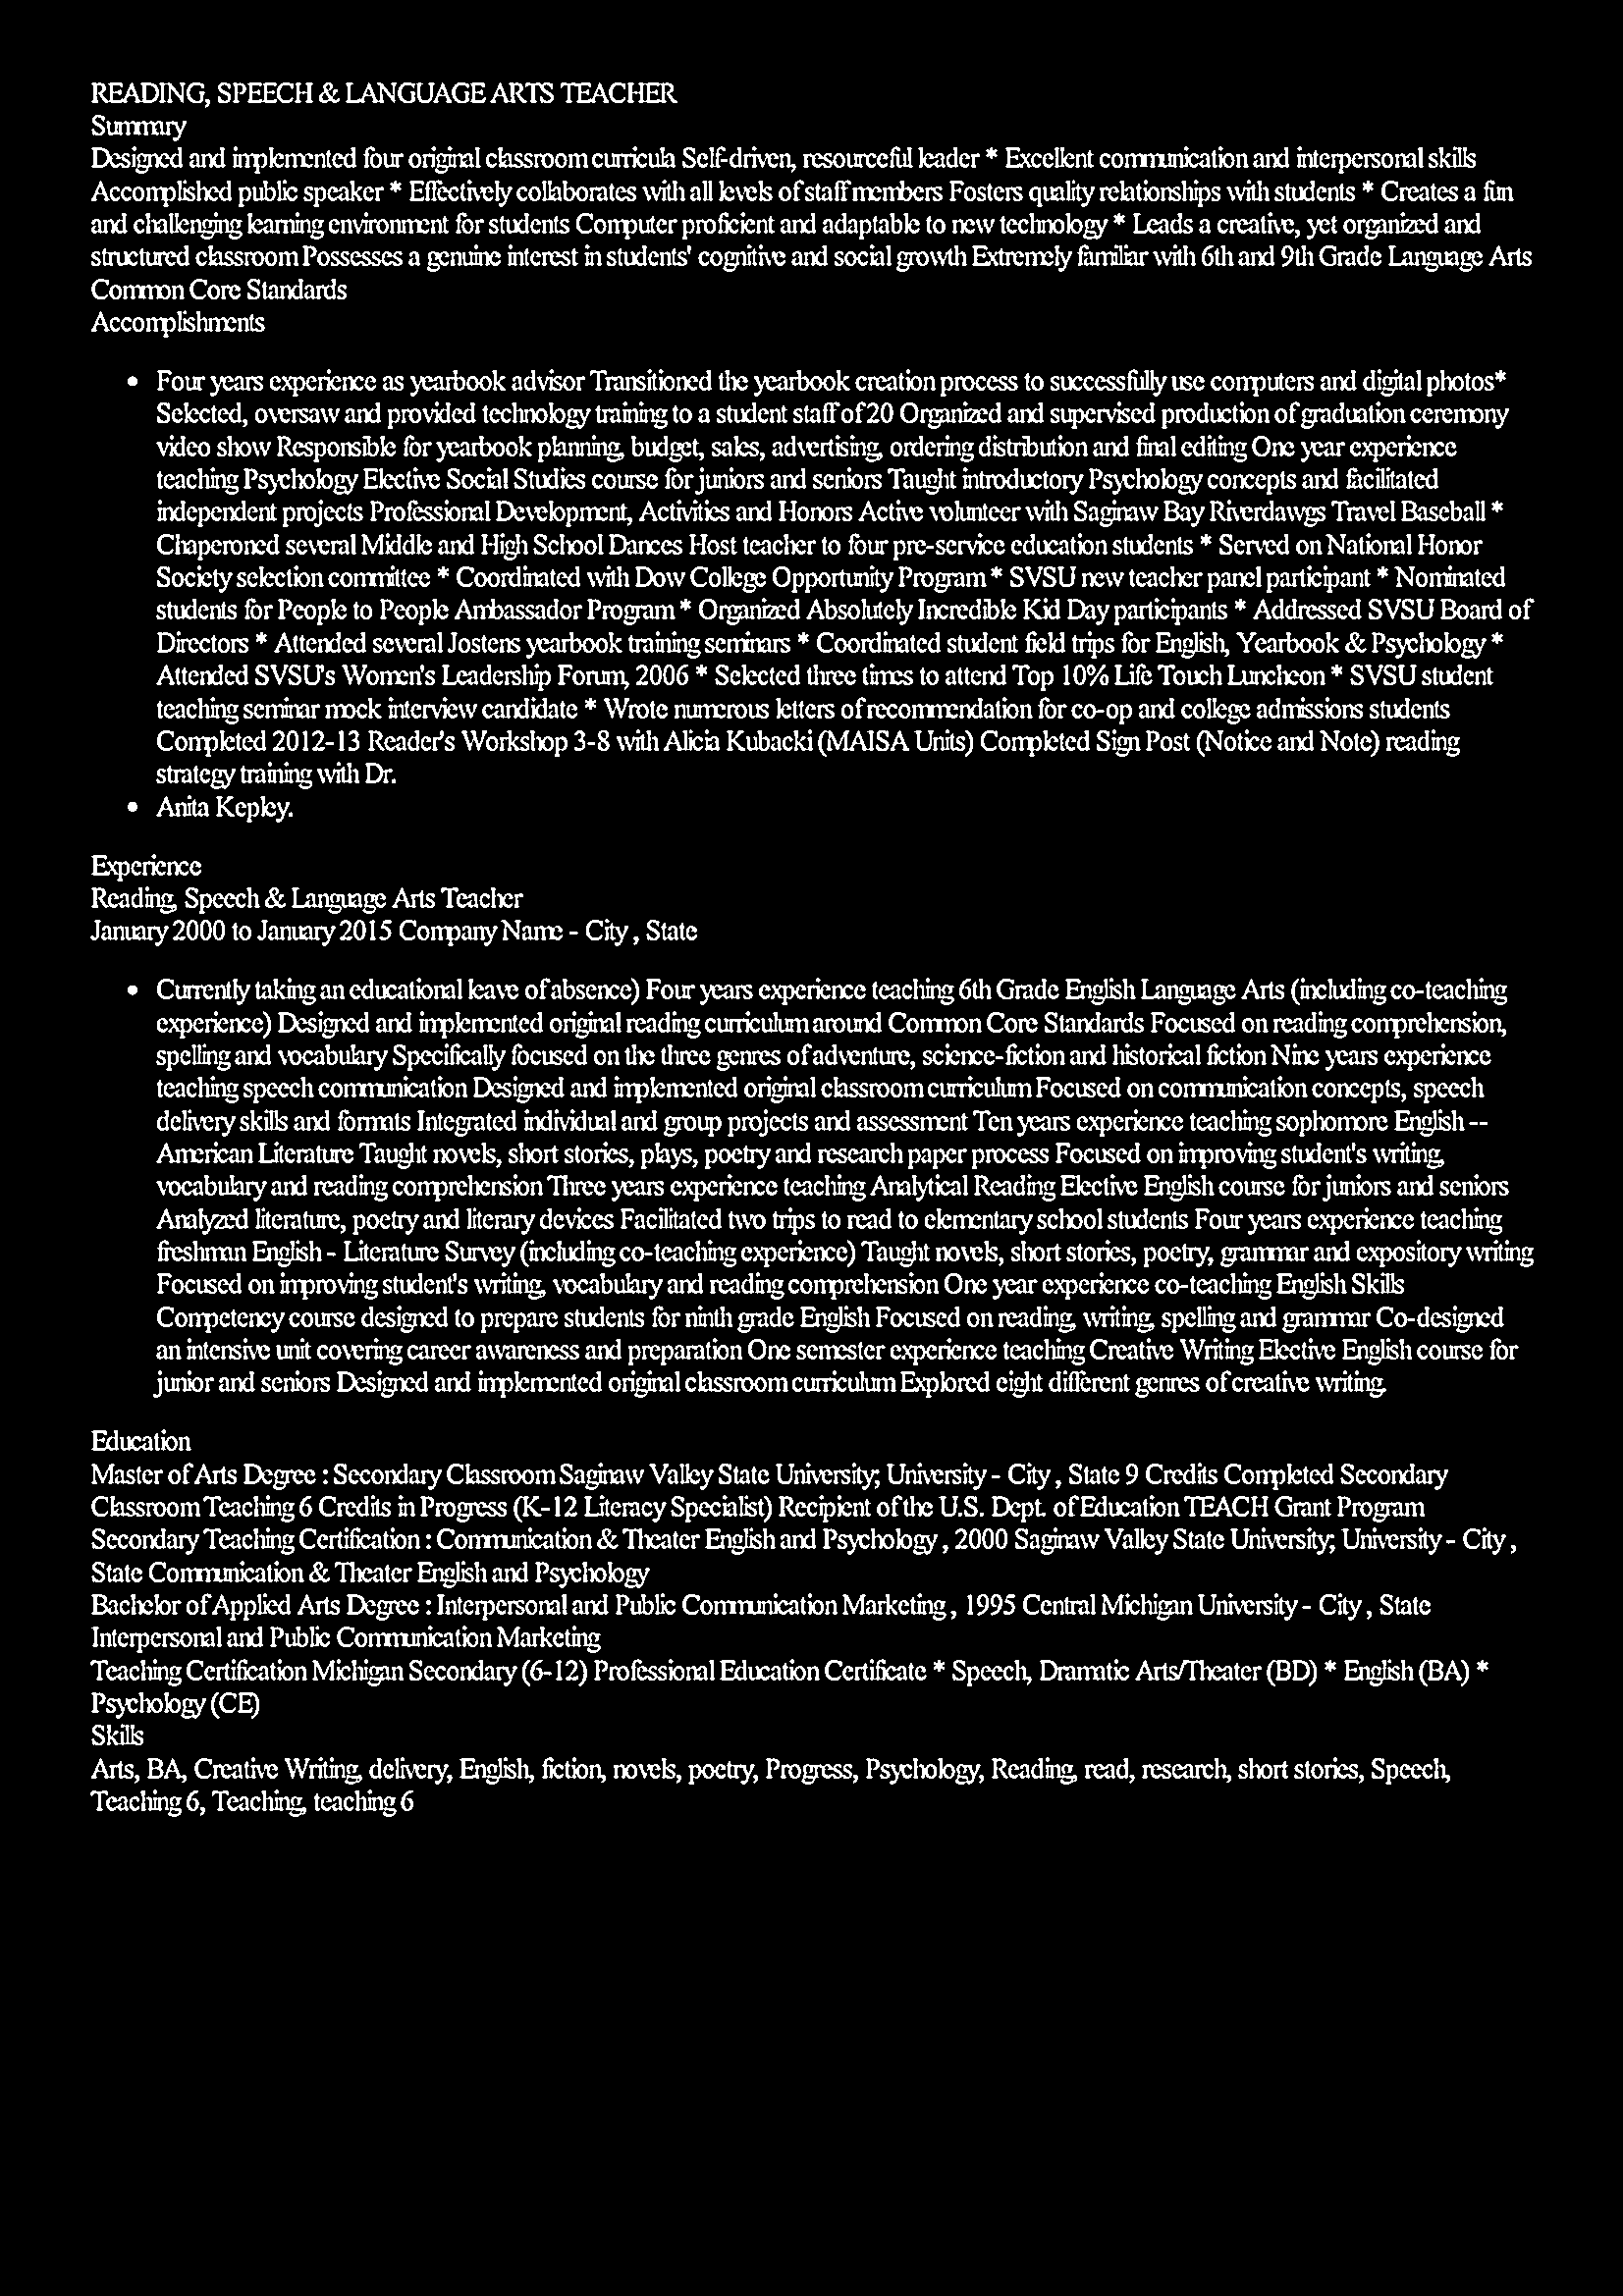 READING, SPEECH & LANGUAGE ARTS TEACHER
Summary
Designed and implemented four original classroom curricula Self-driven, resourceful leader * Excellent communication and interpersonal skills
Accomplished public speaker * Effectively collaborates with all levels of staff members Fosters quality relationships with students * Creates a fun
and challenging learning environment for students Computer proficient and adaptable to new technology * Leads a creative, yet organized and
structured classroom Possesses a genuine interest in students' cognitive and social growth Extremely familiar with 6th and 9th Grade Language Arts
Common Core Standards
Accomplishments
• Four years experience as yearbook advisor Transitioned the yearbook creation process to successfully use computers and digital photos*
Selected, oversaw and provided technology training to a student staff of 20 Organized and supervised production of graduation ceremony
video show Responsible for yearbook planning, budget, sales, advertising, ordering distribution and final editing One year experience
teaching Psychology Elective Social Studies course for juniors and seniors Taught introductory Psychology concepts and facilitated
independent projects Professional Development, Activities and Honors Active volunteer with Saginaw Bay Riverdawgs Travel Baseball *
Chaperoned several Middle and High School Dances Host teacher to four pre-service education students * Served on National Honor
Society selection committee * Coordinated with Dow College Opportunity Program * SVSU new teacher panel participant * Nominated
students for People to People Ambassador Program * Organized Absolutely Incredible Kid Day participants * Addressed SVSU Board of
Directors * Attended several Jostens yearbook training seminars * Coordinated student field trips for English, Yearbook & Psychology *
Attended SVSU's Women's Leadership Forum, 2006 * Selected three times to attend Top 10% Life Touch Luncheon * SVSU student
teaching seminar mock interview candidate * Wrote numerous letters of recommendation for co-op and college admissions students
Completed 2012-13 Reader's Workshop 3-8 with Alicia Kubacki (MAISA Units) Completed Sign Post (Notice and Note) reading
strategy training with Dr.
• Anita Kepley.
Experience
Reading, Speech & Language Arts Teacher
January 2000 to January 2015 Company Name - City , State
• Currently taking an educational leave of absence) Four years experience teaching 6th Grade English Language Arts (including co-teaching
experience) Designed and implemented original reading curriculum around Common Core Standards Focused on reading comprehension,
spelling and vocabulary Specifically focused on the three genres of adventure, science-fiction and historical fiction Nine years experience
teaching speech communication Designed and implemented original classroom curriculum Focused on communication concepts, speech
delivery skills and formats Integrated individual and group projects and assessment Ten years experience teaching sophomore English --
American Literature Taught novels, short stories, plays, poetry and research paper process Focused on improving student's writing,
vocabulary and reading comprehension Three years experience teaching Analytical Reading Elective English course for juniors and seniors
Analyzed literature, poetry and literary devices Facilitated two trips to read to elementary school students Four years experience teaching
freshman English - Literature Survey (including co-teaching experience) Taught novels, short stories, poetry, grammar and expository writing
Focused on improving student's writing, vocabulary and reading comprehension One year experience co-teaching English Skills
Competency course designed to prepare students for ninth grade English Focused on reading, writing, spelling and grammar Co-designed
an intensive unit covering career awareness and preparation One semester experience teaching Creative Writing Elective English course for
junior and seniors Designed and implemented original classroom curriculum Explored eight different genres of creative writing.
Education
Master of Arts Degree : Secondary Classroom Saginaw Valley State University; University - City , State 9 Credits Completed Secondary
Classroom Teaching 6 Credits in Progress (K-12 Literacy Specialist) Recipient of the U.S. Dept. of Education TEACH Grant Program
Secondary Teaching Certification : Communication & Theater English and Psychology , 2000 Saginaw Valley State University; University - City ,
State Communication & Theater English and Psychology
Bachelor of Applied Arts Degree : Interpersonal and Public Communication Marketing , 1995 Central Michigan University - City , State
Interpersonal and Public Communication Marketing
Teaching Certification Michigan Secondary (6-12) Professional Education Certificate * Speech, Dramatic Arts/Theater (BD) * English (BA) *
Psychology (CE)
Skills
Arts, BA, Creative Writing, delivery, English, fiction, novels, poetry, Progress, Psychology, Reading, read, research, short stories, Speech,
Teaching 6, Teaching, teaching 6